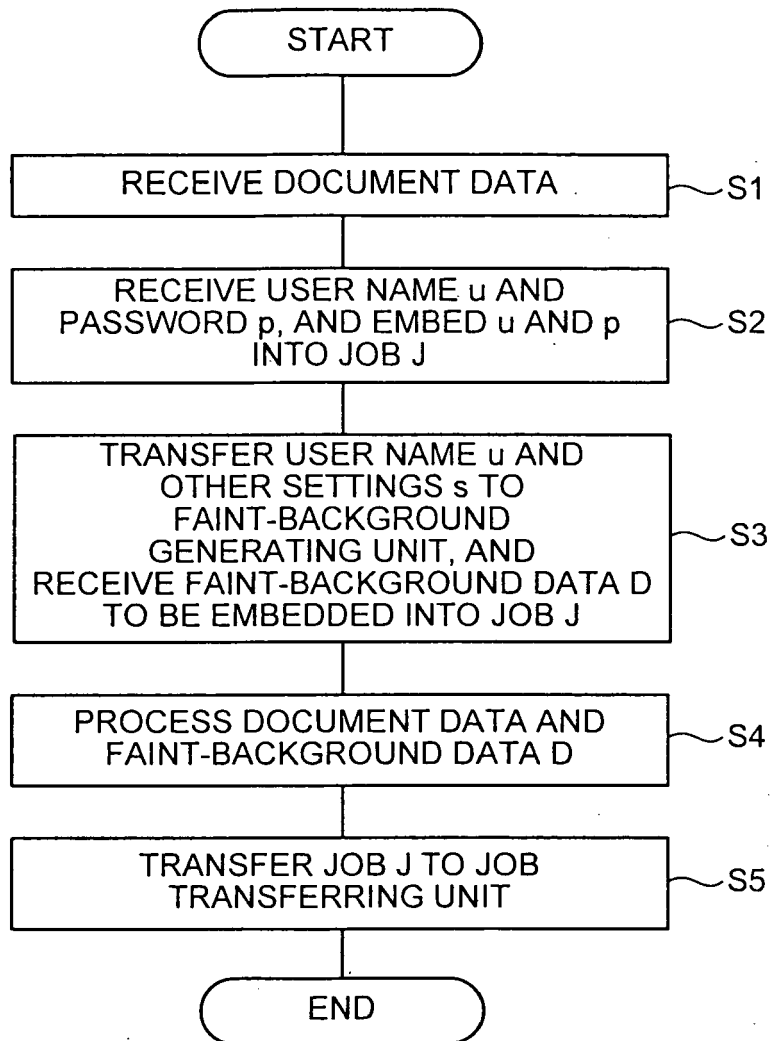 START
RECEIVE DOCUMENT DATA
S1
RECEIVE USER NAME u AND
PASSWORD p, AND EMBED u AND p
INTO JOB J
S2
TRANSFER USER NAME u AND
OTHER SETTINGS s TO
FAINT-BACKGROUND
GENERATING UNIT, AND
RECEIVE FAINT-BACKGROUND DATA D
TO BE EMBEDDED INTO JOB J
S3
PROCESS DOCUMENT DATA AND
FAINT-BACKGROUND DATA D
S4
TRANSFER JOB J TO JOB
TRANSFERRING UNIT
S5
END